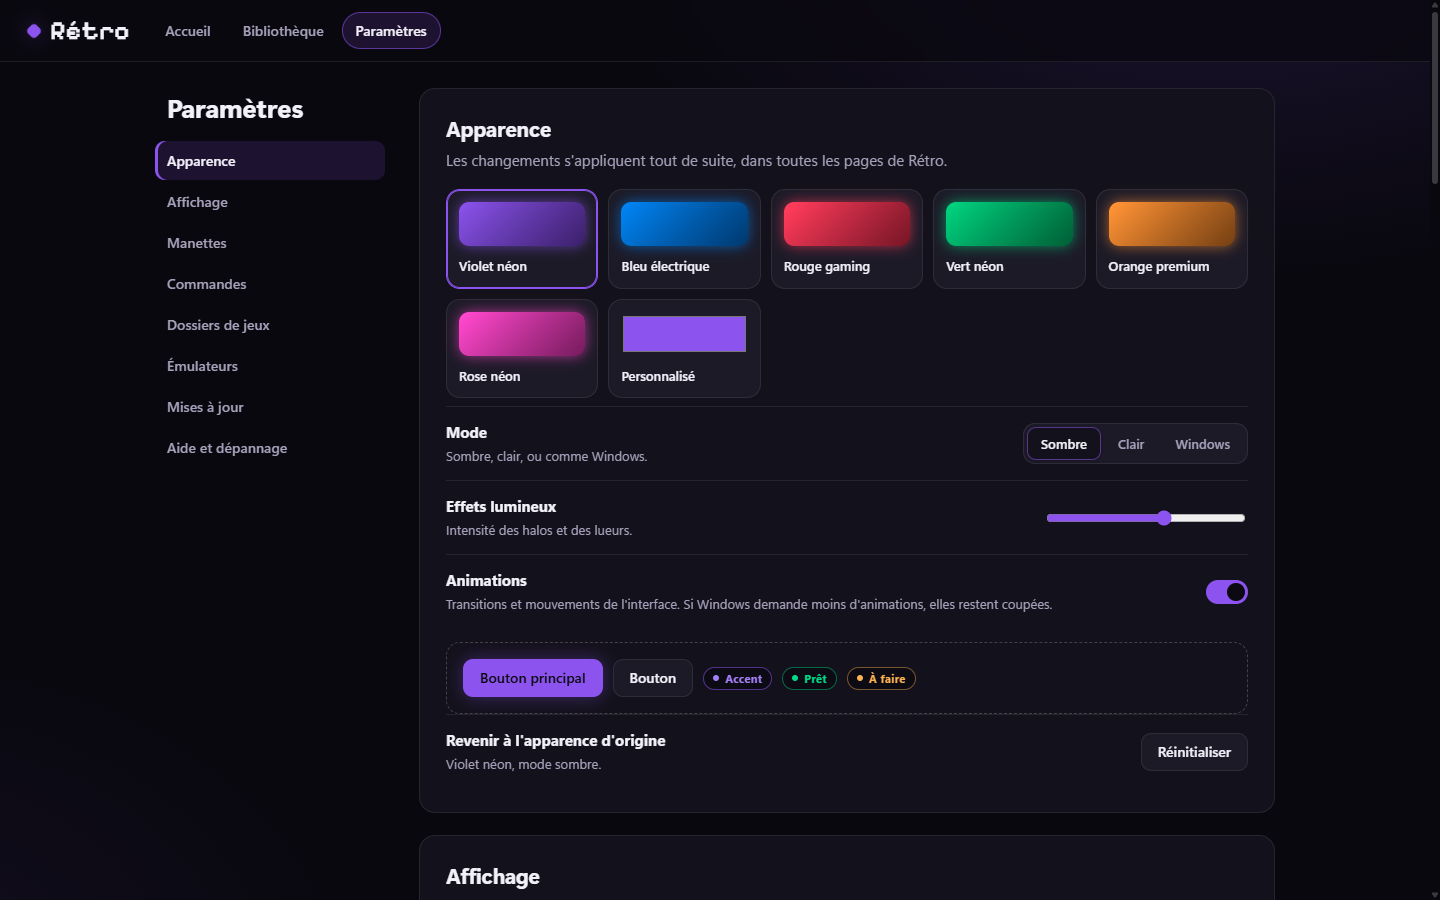 Rétro
Accueil
Bibliothèque
Paramètres
Paramètres
Apparence
Affichage
Manettes
Commandes
Dossiers de jeux
Émulateurs
Mises à jour
Aide et dépannage
Apparence
Les changements s'appliquent tout de suite, dans toutes les pages de Rétro.
Violet néon
Bleu électrique
Rouge gaming
Vert néon
Orange premium
Rose néon
Personnalisé
Mode
Sombre, clair, ou comme Windows.
Sombre
Clair
Windows
Effets lumineux
Intensité des halos et des lueurs.
Animations
Transitions et mouvements de l'interface. Si Windows demande moins d'animations, elles restent coupées.
Bouton principal
Bouton
Accent
Prêt
À faire
Revenir à l'apparence d'origine
Violet néon, mode sombre.
Réinitialiser
Affichage